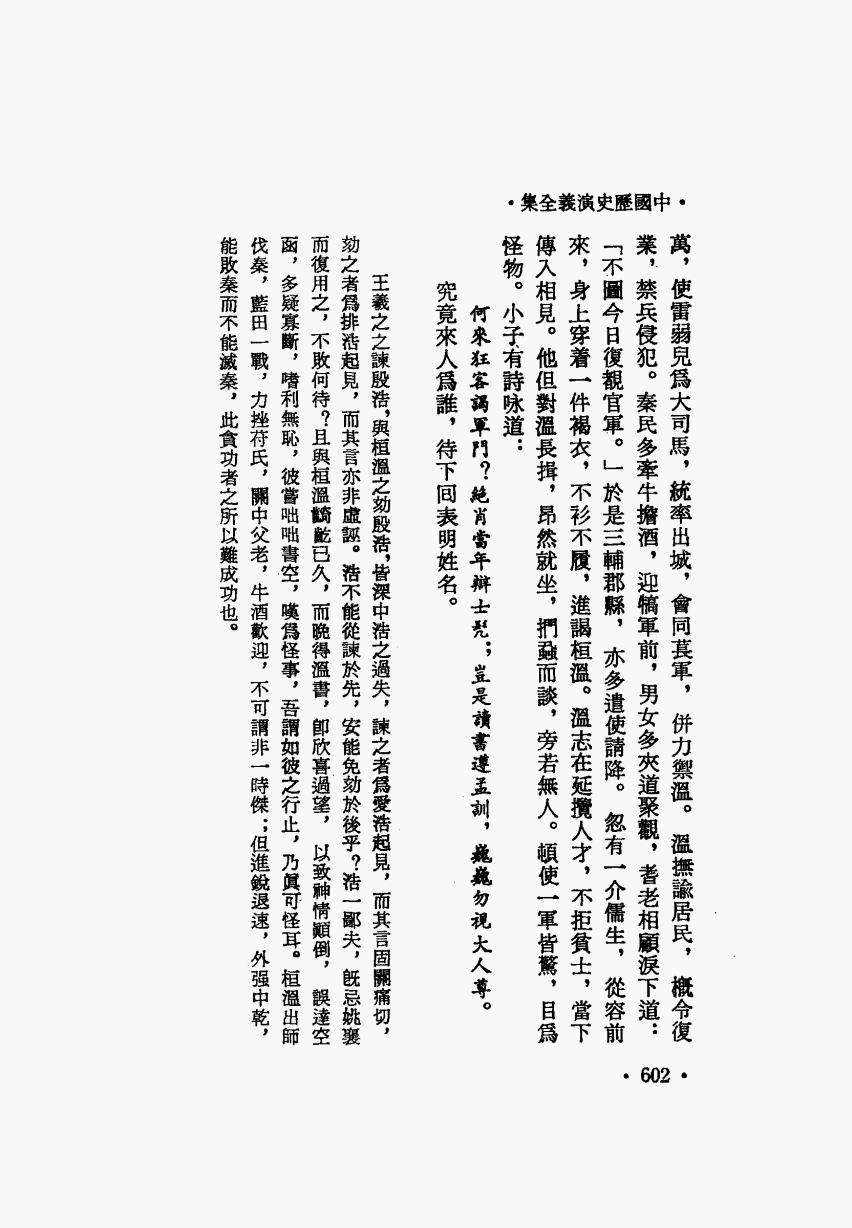 ・中國歷史演義全集・
萬，使雷弱兒爲大司馬，統率出城，會同萇軍，併力禦溫。溫撫諭居民，概令復
業，禁兵侵犯。秦民多牽牛擔酒，迎犒軍前，男女多夾道聚觀，耆老相顧淚下道：
「不圖今日復覩官軍。」於是三輔郡縣，亦多遣使請降。忽有一介儒生，從容前
來，身上穿着一件褐衣，不衫不履，進謁桓溫。溫志在延攬人才，不拒貧士，當下
傳入相見。他但對溫長揖，昂然就坐，捫蝨而談，旁若無人。頓使一軍皆驚，目爲
怪物。小子有詩咏道：
何來狂客謁軍門？絶肖當年辯士髡；豈是讀書遵孟訓，巍巍勿視大人尊。
究竟來人爲誰，待下回表明姓名。
王羲之之諫殷浩，與桓溫之劾殷浩，皆深中浩之過失，諫之者爲愛浩起見，而其言固關痛切，
劾之者爲排浩起見，而其言亦非虛誣。浩不能從諫於先，安能免劾於後乎？浩一鄙夫，旣忌姚襄
而復用之，不敗何待？且與桓溫齮齕已久，而晚得溫書，卽欣喜過望，以致神情顚倒，誤達空
函，多疑寡斷，嗜利無恥，彼嘗咄咄書空，嘆爲怪事，吾謂如彼之行止，乃眞可怪耳。桓溫出師
伐秦，藍田一戰，力挫苻氏，關中父老，牛酒歡迎，不可謂非一時傑；但進銳退速，外强中乾，
能敗秦而不能滅秦，此貪功者之所以難成功也。
・602・